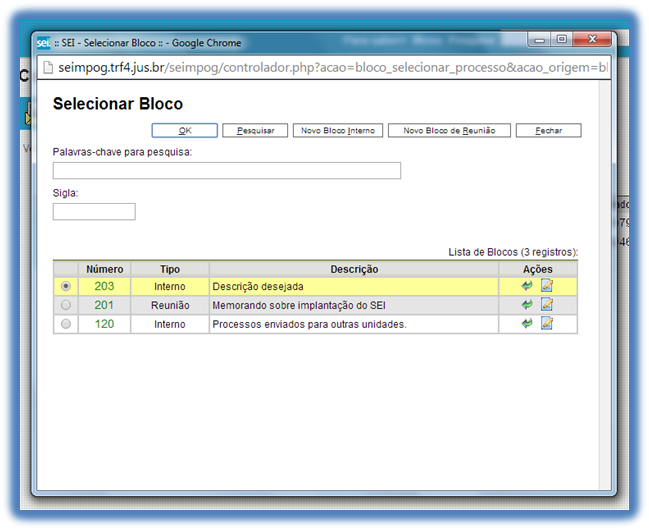 sei. :: SEI - Selecionar Bloco :: - Google Chrome
seimpog.trf4.jus.br/seimpog/controlador.php?acao=bloco_selecionar_processo&acao_origem=bl
Selecionar Bloco
OK Pesquisar Novo Bloco Interno Novo Bloco de Reunião Fechar
Palavras-chave para pesquisa:
Sigla:
Lista de Blocos (3 registros):
Número Tipo Descrição Ações
203 Interno Descrição desejada
201 Reunião Memorando sobre implantação do SEI
120 Interno Processos enviados para outras unidades.